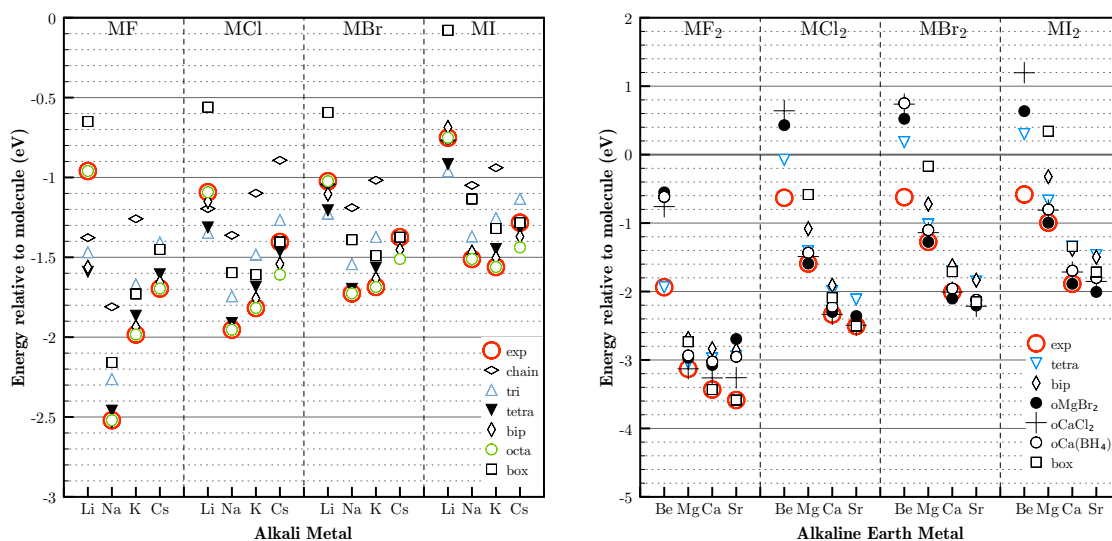 MF MCl MBr MI
0
-0.5
-1
-1.5
-2
-2.5
-3
Energy relative to molecule (eV)
exp
chain
tri
tetra
bip
octa
box
Li Na K Cs Li Na K Cs Li Na K Cs Li Na K Cs
Alkali Metal
MF₂ MCl₂ MBr₂ MI₂
2
1
0
-1
-2
-3
-4
-5
Energy relative to molecule (eV)
exp
tetra
bip
oMgBr₂
oCaCl₂
oCa(BH₄)
box
Be Mg Ca Sr Be Mg Ca Sr Be Mg Ca Sr Be Mg Ca Sr
Alkaline Earth Metal